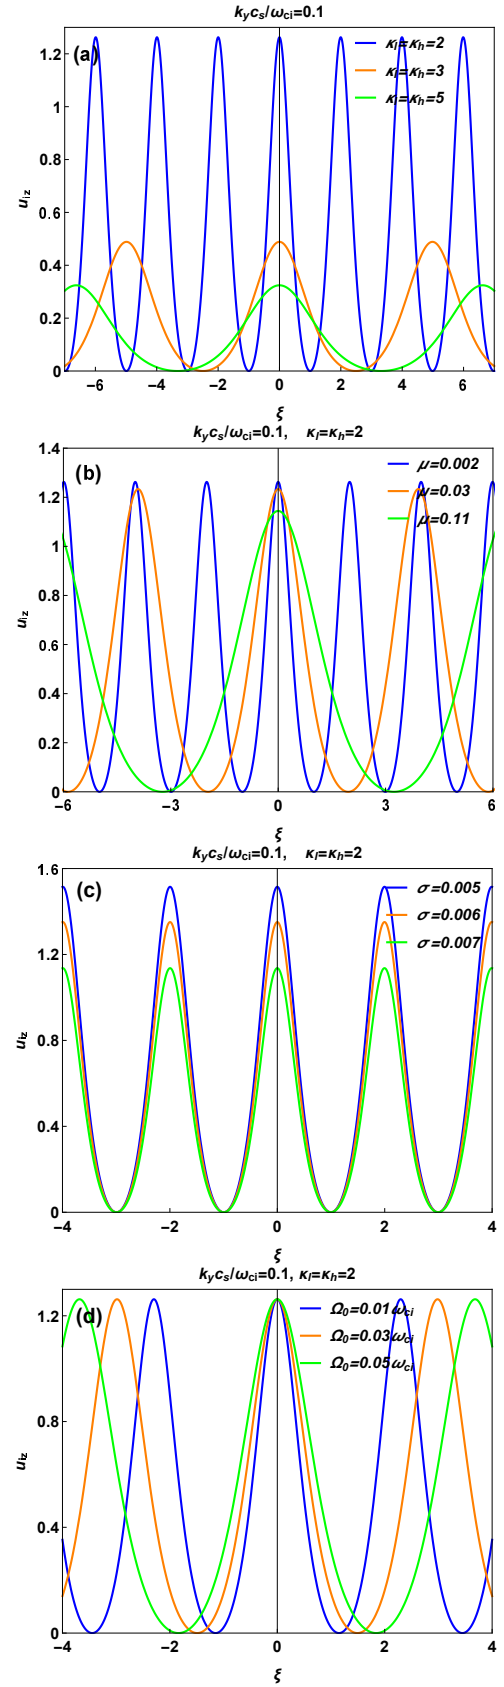 k_y c_s/ω_ci=0.1
(a)
κ_l=κ_h=2
κ_l=κ_h=3
κ_l=κ_h=5
1.2
1
0.8
0.6
0.4
0.2
0
u_iz
−6 −4 −2 0 2 4 6
ξ
k_y c_s/ω_ci=0.1, κ_l=κ_h=2
(b)
μ=0.002
μ=0.03
μ=0.11
1.4
1.2
1
0.8
0.6
0.4
0.2
0
u_iz
−6 −3 0 3 6
ξ
k_y c_s/ω_ci=0.1, κ_l=κ_h=2
(c)
σ=0.005
σ=0.006
σ=0.007
1.6
1.2
0.8
0.4
0
u_iz
−4 −2 0 2 4
ξ
k_y c_s/ω_ci=0.1, κ_l=κ_h=2
(d)
Ω_0=0.01ω_ci
Ω_0=0.03ω_ci
Ω_0=0.05ω_ci
1.2
0.8
0.4
0
u_iz
−4 −2 0 2 4
ξ